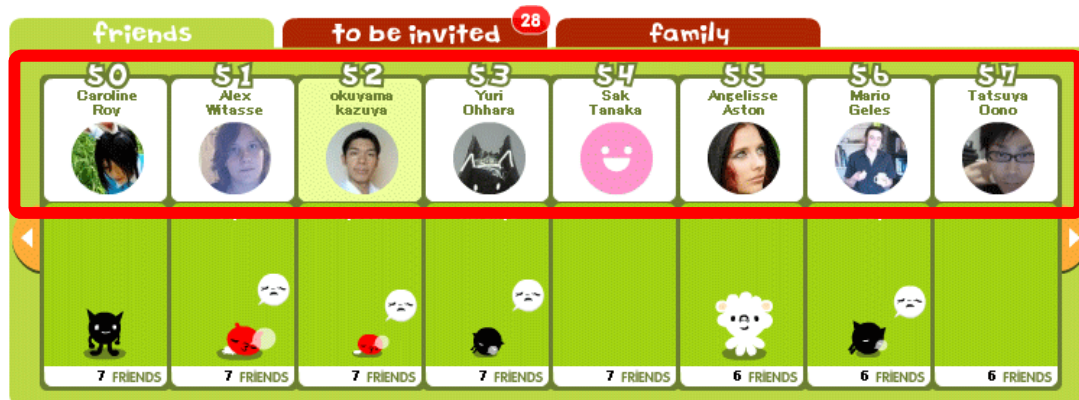 friends
to be invited
28
family
50
Caroline
Roy
51
Alex
Witasse
52
okuyama
kazuya
53
Yuri
Ohhara
54
Sak
Tanaka
55
Angelisse
Aston
56
Mario
Geles
57
Tatsuya
Oono
7 FRIENDS
7 FRIENDS
7 FRIENDS
7 FRIENDS
7 FRIENDS
6 FRIENDS
6 FRIENDS
6 FRIENDS